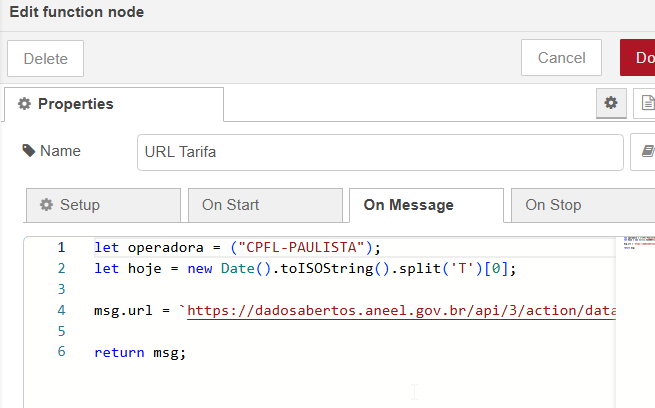 Edit function node
Delete
Cancel
Do
Properties
Name
URL Tarifa
Setup
On Start
On Message
On Stop
1 let operadora = ("CPFL-PAULISTA");
2 let hoje = new Date().toISOString().split('T')[0];
3
4 msg.url = `https://dadosabertos.aneel.gov.br/api/3/action/data
5
6 return msg;